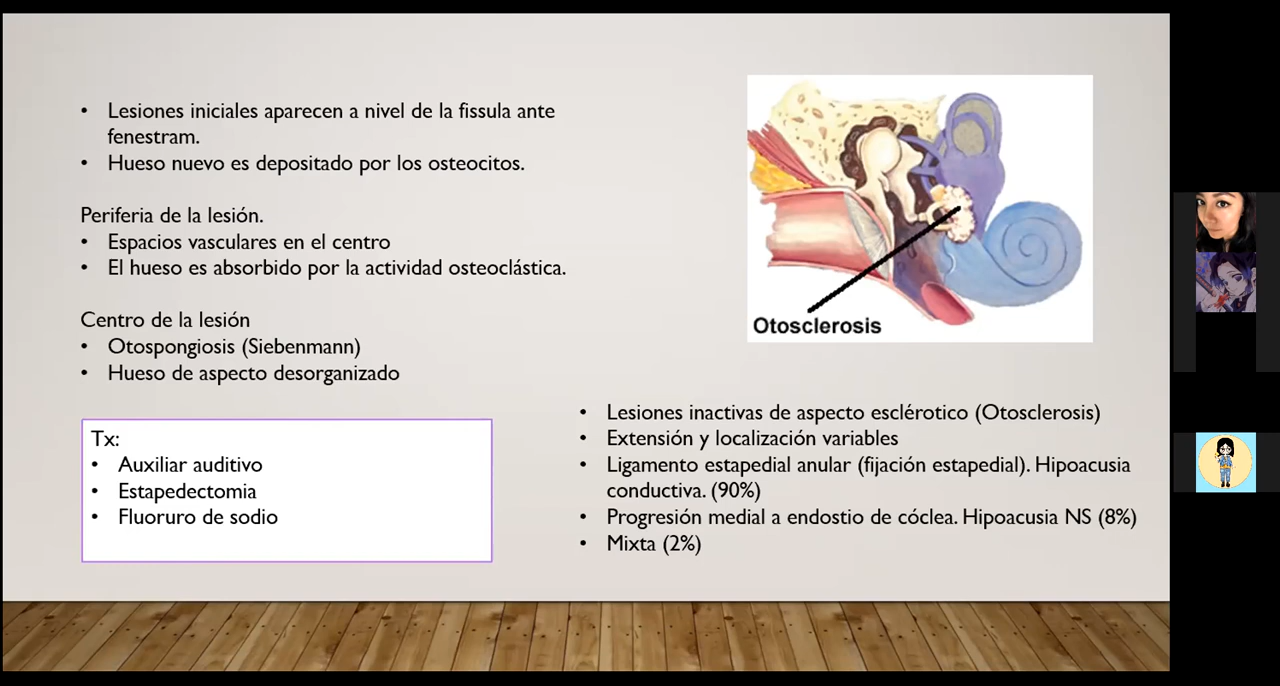 • Lesiones iniciales aparecen a nivel de la fissula ante
fenestram.
• Hueso nuevo es depositado por los osteocitos.
Periferia de la lesión.
• Espacios vasculares en el centro
• El hueso es absorbido por la actividad osteoclástica.
Centro de la lesión
• Otospongiosis (Siebenmann)
• Hueso de aspecto desorganizado
Tx:
• Auxiliar auditivo
• Estapedectomia
• Fluoruro de sodio
Otosclerosis
• Lesiones inactivas de aspecto esclérotico (Otosclerosis)
• Extensión y localización variables
• Ligamento estapedial anular (fijación estapedial). Hipoacusia
conductiva. (90%)
• Progresión medial a endostio de cóclea. Hipoacusia NS (8%)
• Mixta (2%)